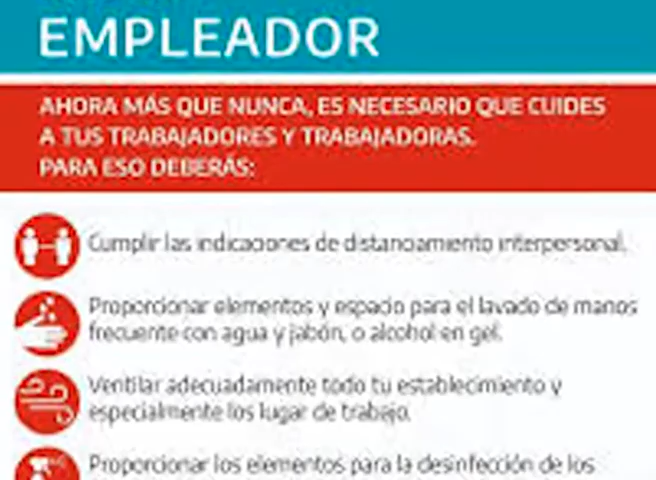 EMPLEADOR
AHORA MÁS QUE NUNCA, ES NECESARIO QUE CUIDES
A TUS TRABAJADORES Y TRABAJADORAS.
PARA ESO DEBERÁS:
Cumplir las indicaciones de distanciamiento interpersonal.
Proporcionar elementos y espacio para el lavado de manos
frecuente con agua y jabón, o alcohol en gel.
Ventilar adecuadamente todo tu establecimiento y
especialmente los lugar de trabajo.
Proporcionar los elementos para la desinfección de los